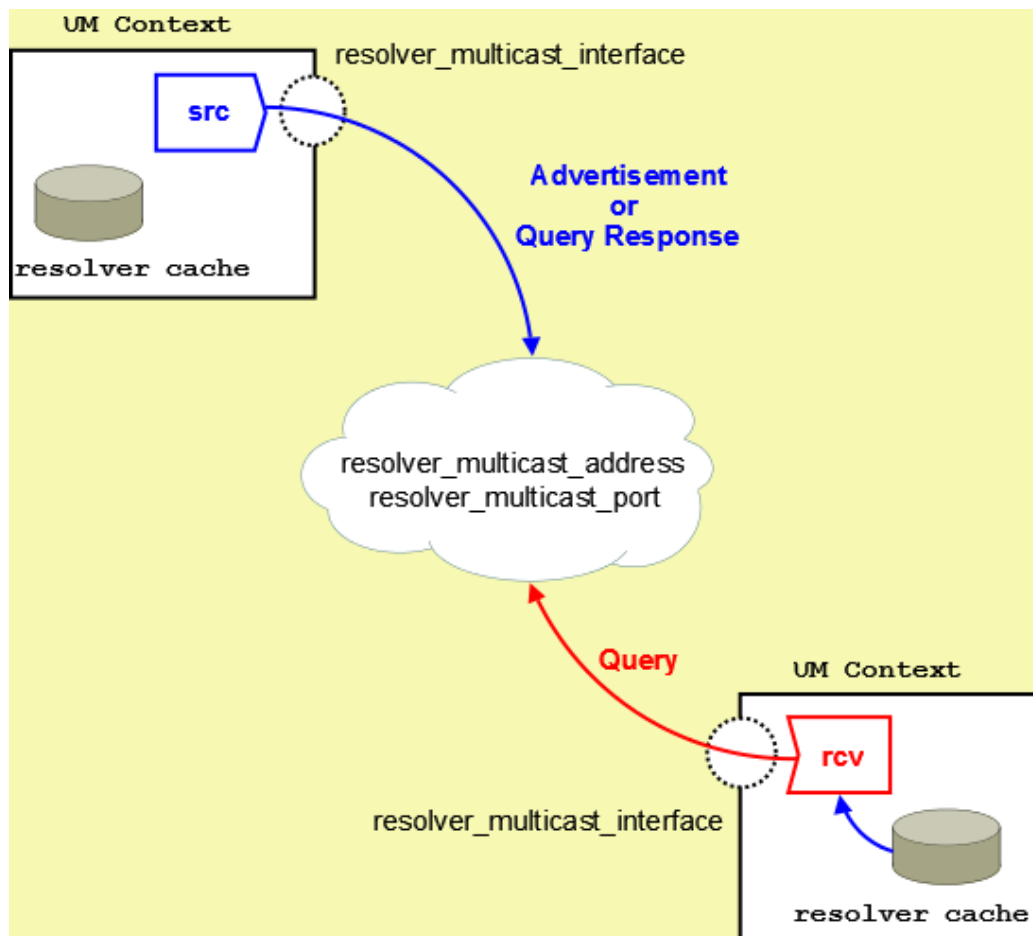 UM Context
resolver_multicast_interface
src
Advertisement
or
Query Response
resolver cache
resolver_multicast_address
resolver_multicast_port
Query
UM Context
rcv
resolver_multicast_interface
resolver cache